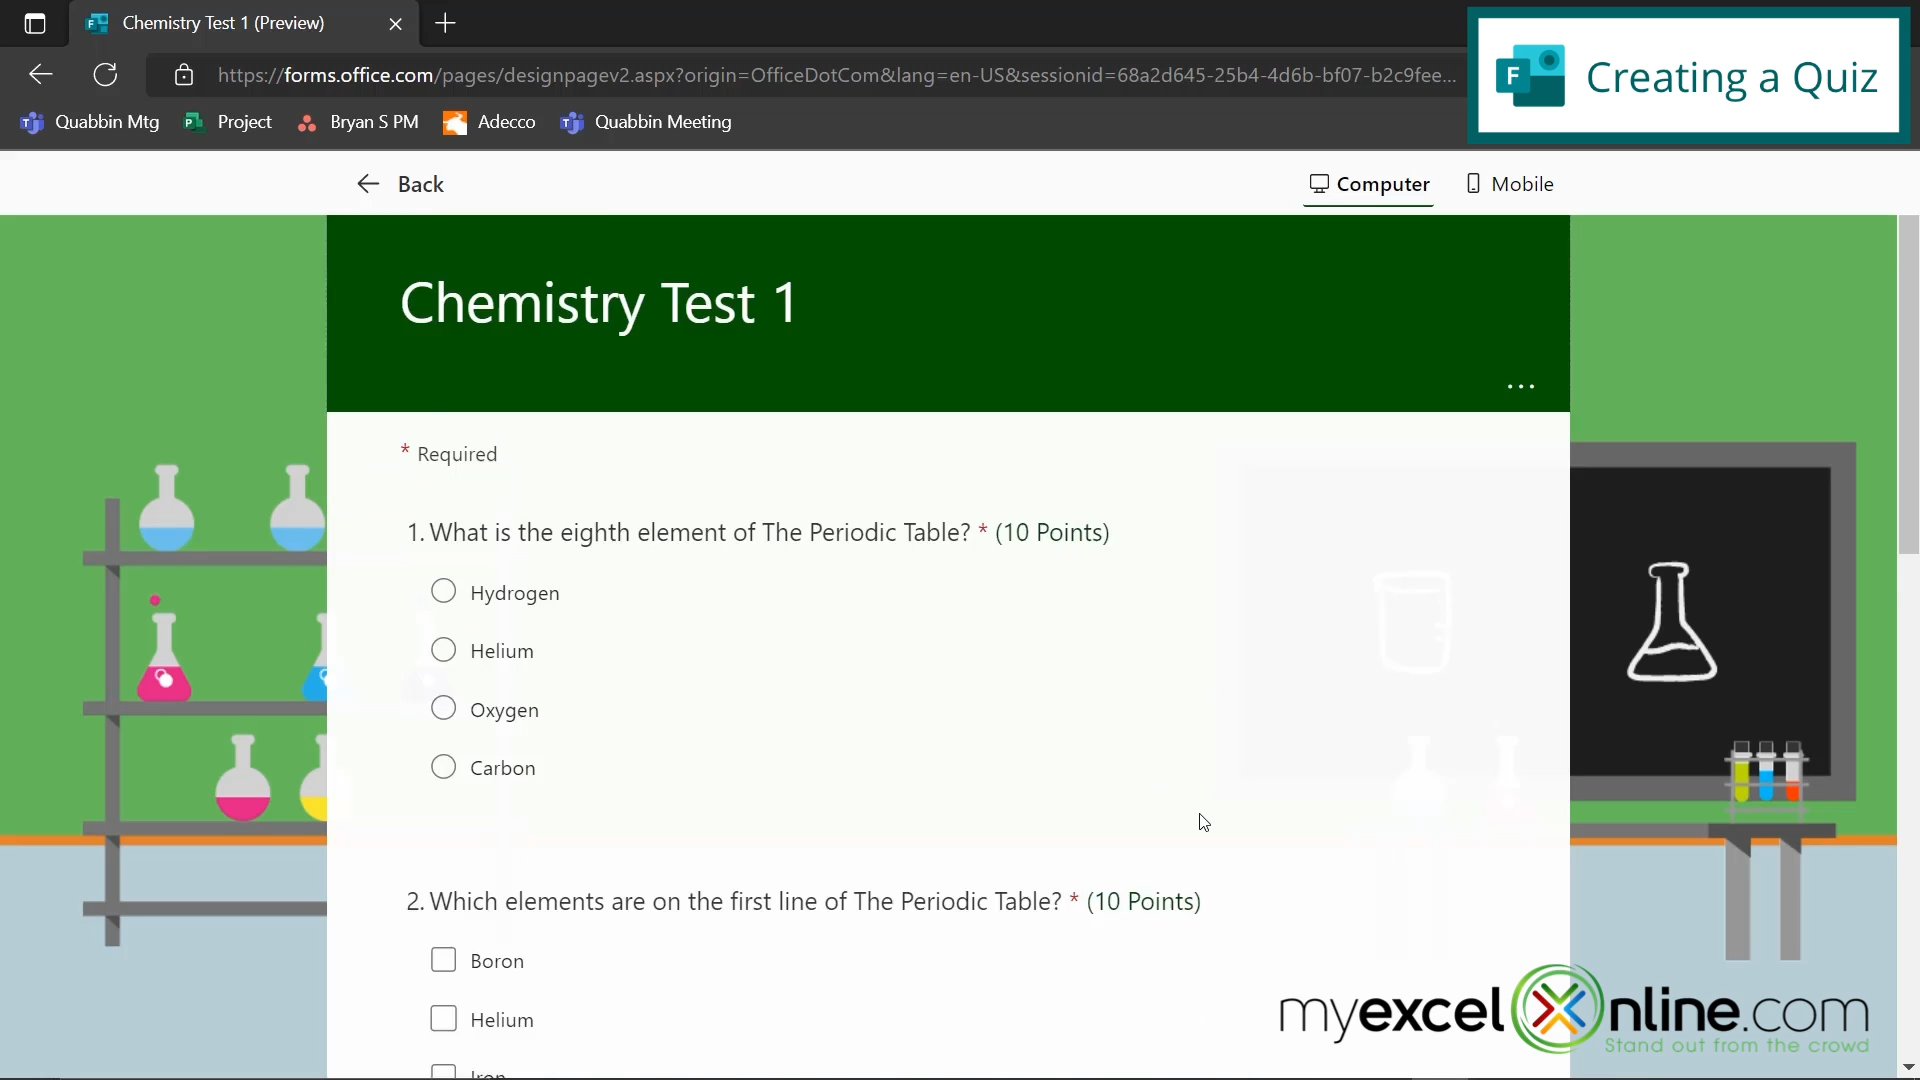 Chemistry Test 1 (Preview)
https://forms.office.com/pages/designpagev2.aspx?origin=OfficeDotCom&lang=en-US&sessionid=68a2d645-25b4-4d6b-bf07-b2c9fee...
F Creating a Quiz
Quabbin Mtg Project Bryan S PM Adecco Quabbin Meeting
Back Computer Mobile
Chemistry Test 1
...
* Required
1. What is the eighth element of The Periodic Table? * (10 Points)
Hydrogen
Helium
Oxygen
Carbon
2. Which elements are on the first line of The Periodic Table? * (10 Points)
Boron
Helium
Iron
myexcelOnline.com
Stand out from the crowd